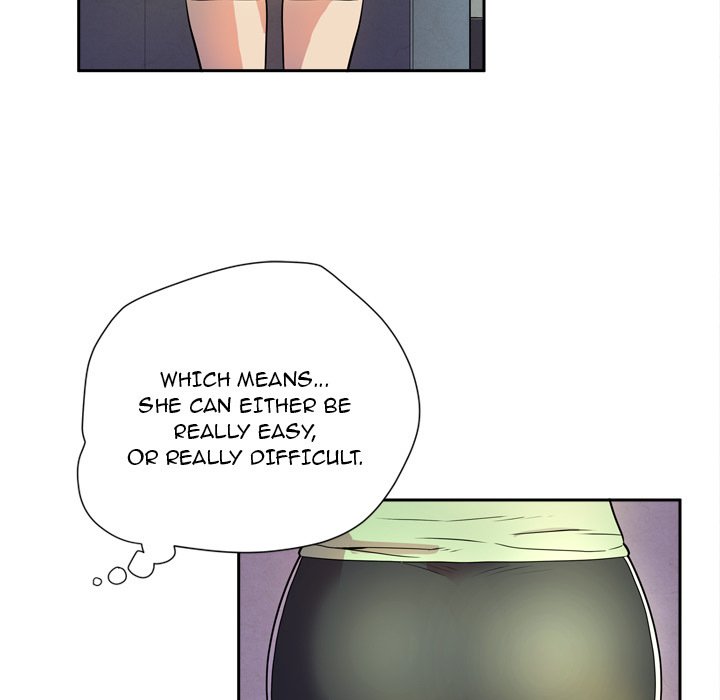 WHICH MEANS...
SHE CAN EITHER BE
REALLY EASY,
OR REALLY DIFFICULT.